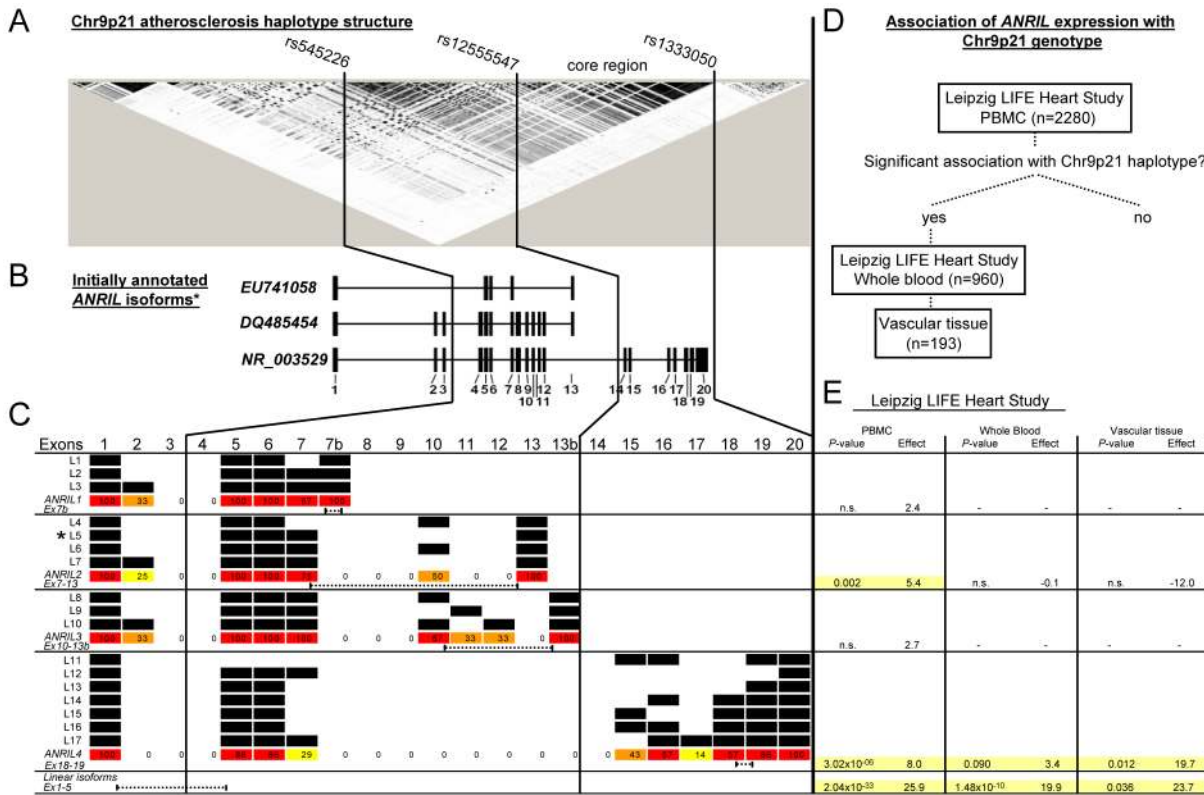 A
Chr9p21 atherosclerosis haplotype structure
rs545226
rs12555547
rs1333050
core region
B
Initially annotated
ANRIL isoforms*
EU741058
DQ485454
NR_003529
1 2 3 4 5 6 7 8 9 12 13 14 15 16 17 20
10 11 18 19
C
Exons 1 2 3 4 5 6 7 7b 8 9 10 11 12 13 13b 14 15 16 17 18 19 20
L1
L2
L3
ANRIL1 100 33 0 0 100 100 67 100
Ex7b
L4
* L5
L6
L7
ANRIL2 100 25 0 0 100 100 75 0 0 0 50 0 0 100
Ex7-13
L8
L9
L10
ANRIL3 100 33 0 0 100 100 100 0 0 0 67 33 33 0 100
Ex10-13b
L11
L12
L13
L14
L15
L16
L17
ANRIL4 100 0 0 0 86 86 29 0 0 0 0 0 0 0 0 0 43 57 14 57 86 100
Ex18-19
Linear isoforms
Ex1-5
D
Association of ANRIL expression with
Chr9p21 genotype
Leipzig LIFE Heart Study
PBMC (n=2280)
Significant association with Chr9p21 haplotype?
yes no
Leipzig LIFE Heart Study
Whole blood (n=960)
Vascular tissue
(n=193)
E
Leipzig LIFE Heart Study
PBMC Whole Blood Vascular tissue
P-value Effect P-value Effect P-value Effect
n.s. 2.4 - - - -
0.002 5.4 n.s. -0.1 n.s. -12.0
n.s. 2.7 - - - -
3.02x10-06 8.0 0.090 3.4 0.012 19.7
2.04x10-33 25.9 1.48x10-10 19.9 0.036 23.7